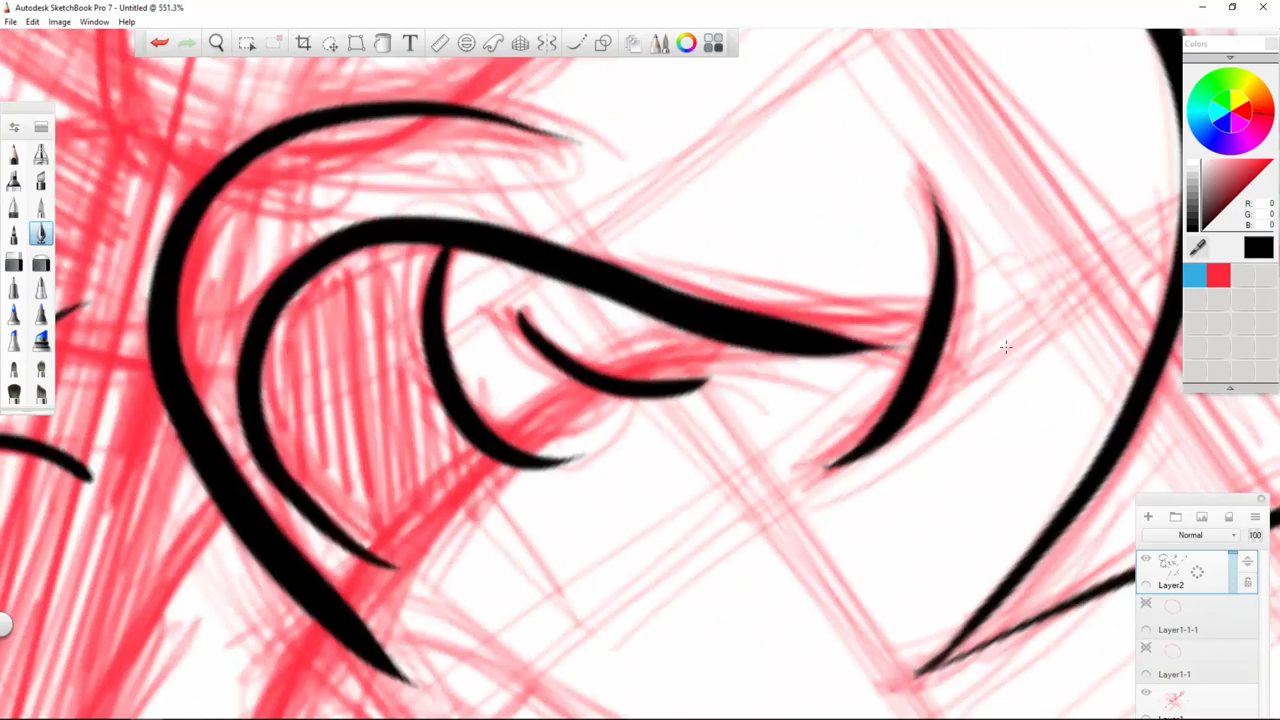 Autodesk SketchBook Pro 7 - Untitled @ 551.3%
File Edit Image Window Help
T
Colors
R: 0
G: 0
B: 0
Normal 100
Layer2
Layer1-1-1
Layer1-1